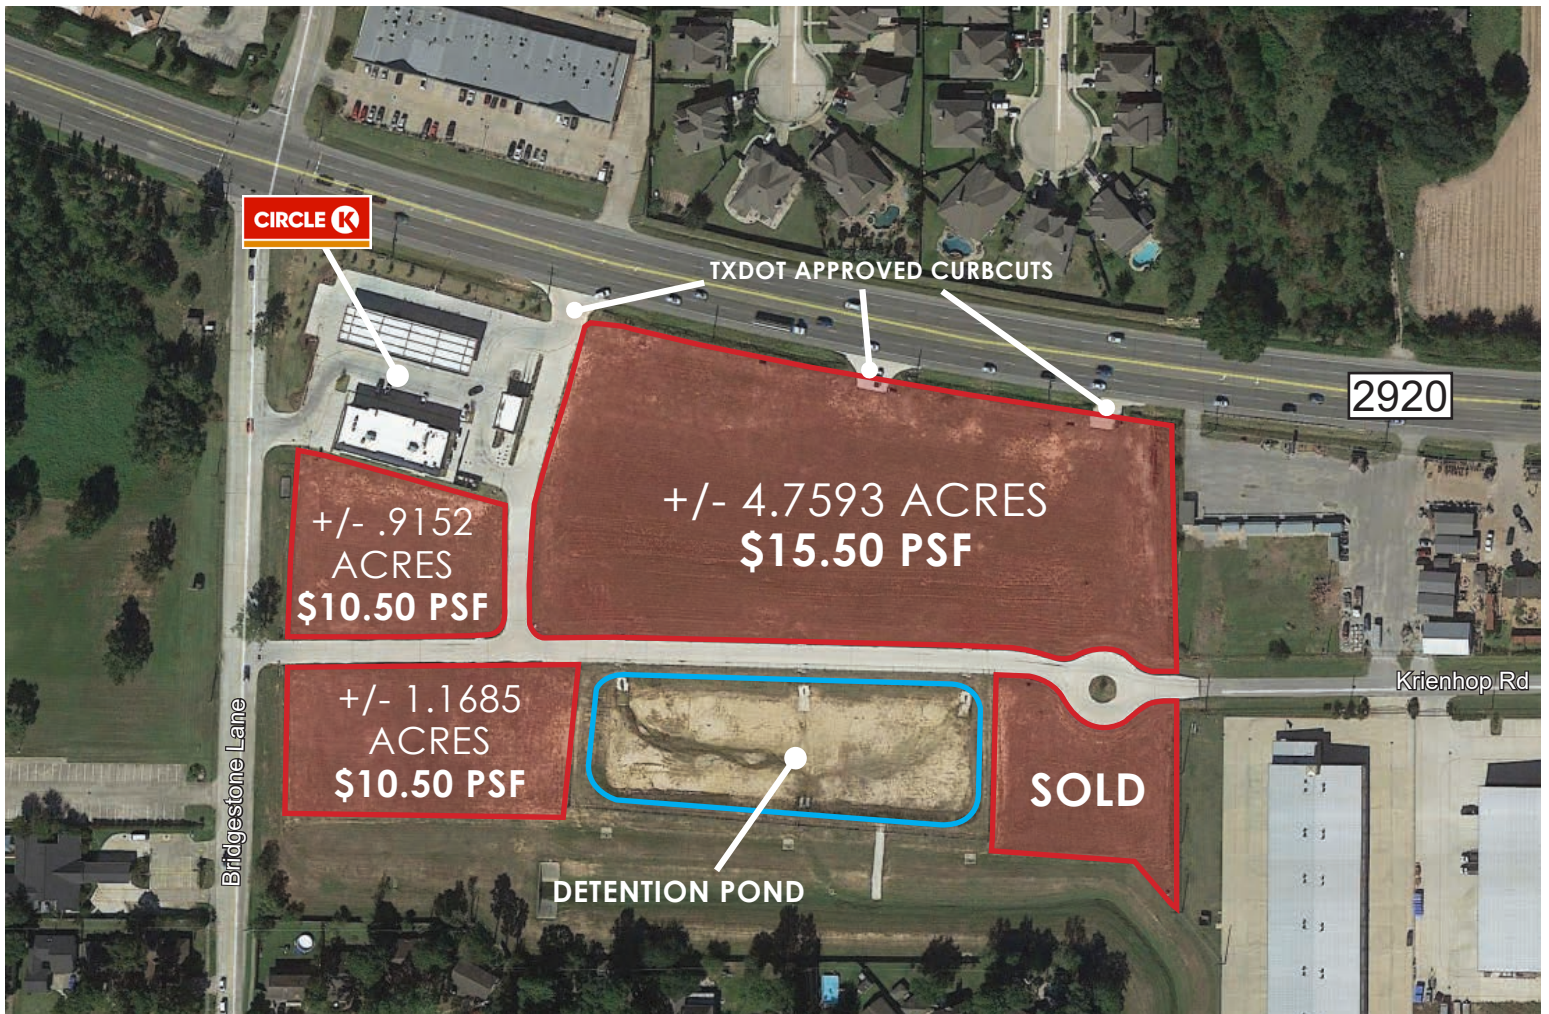 CIRCLE K
TXDOT APPROVED CURBCUTS
2920
+/- 4.7593 ACRES
$15.50 PSF
+/- .9152
ACRES
$10.50 PSF
+/- 1.1685
ACRES
$10.50 PSF
Krienhop Rd
SOLD
Bridgestone Lane
DETENTION POND